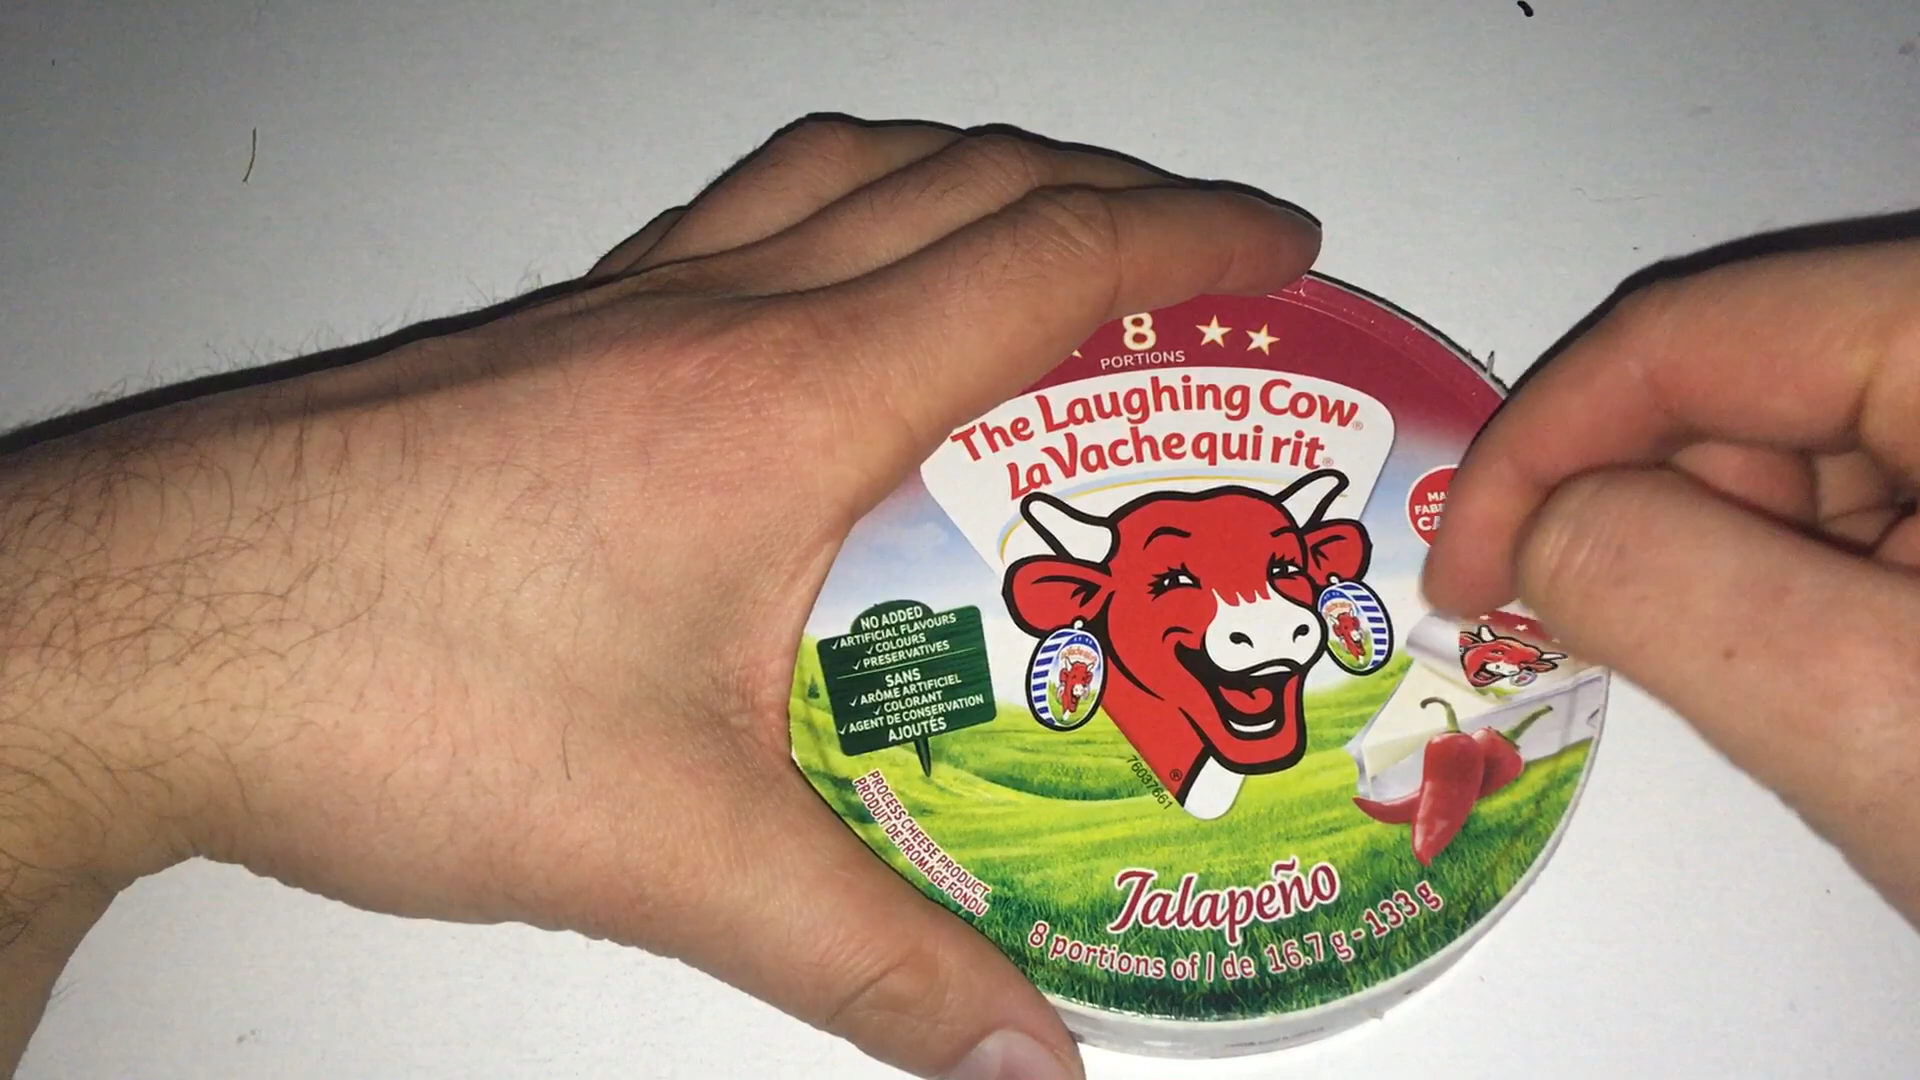 8
PORTIONS
The Laughing Cow®
La Vache qui rit®
NO ADDED
✓ARTIFICIAL FLAVOURS
✓COLOURS
✓PRESERVATIVES
SANS
✓ARÔME ARTIFICIEL
✓COLORANT
✓AGENT DE CONSERVATION
AJOUTÉS
PROCESS CHEESE PRODUCT
PRODUIT DE FROMAGE FONDU
76037661
®
Jalapeño
8 portions of / de 16.7 g - 133 g